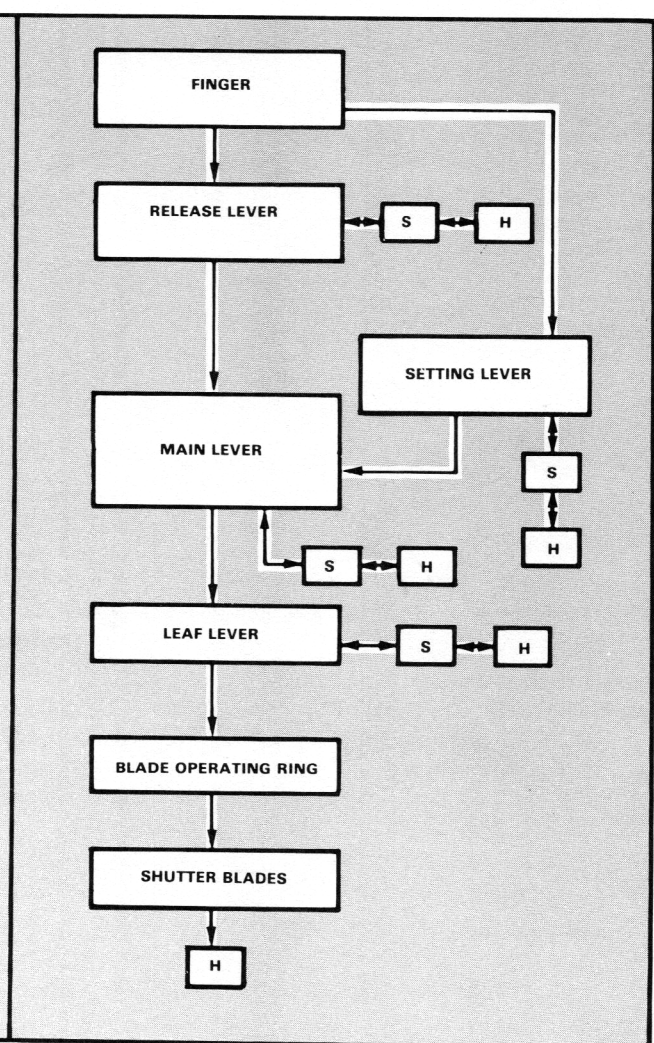 FINGER
RELEASE LEVER
S
H
SETTING LEVER
MAIN LEVER
S
H
S
H
LEAF LEVER
S
H
BLADE OPERATING RING
SHUTTER BLADES
H